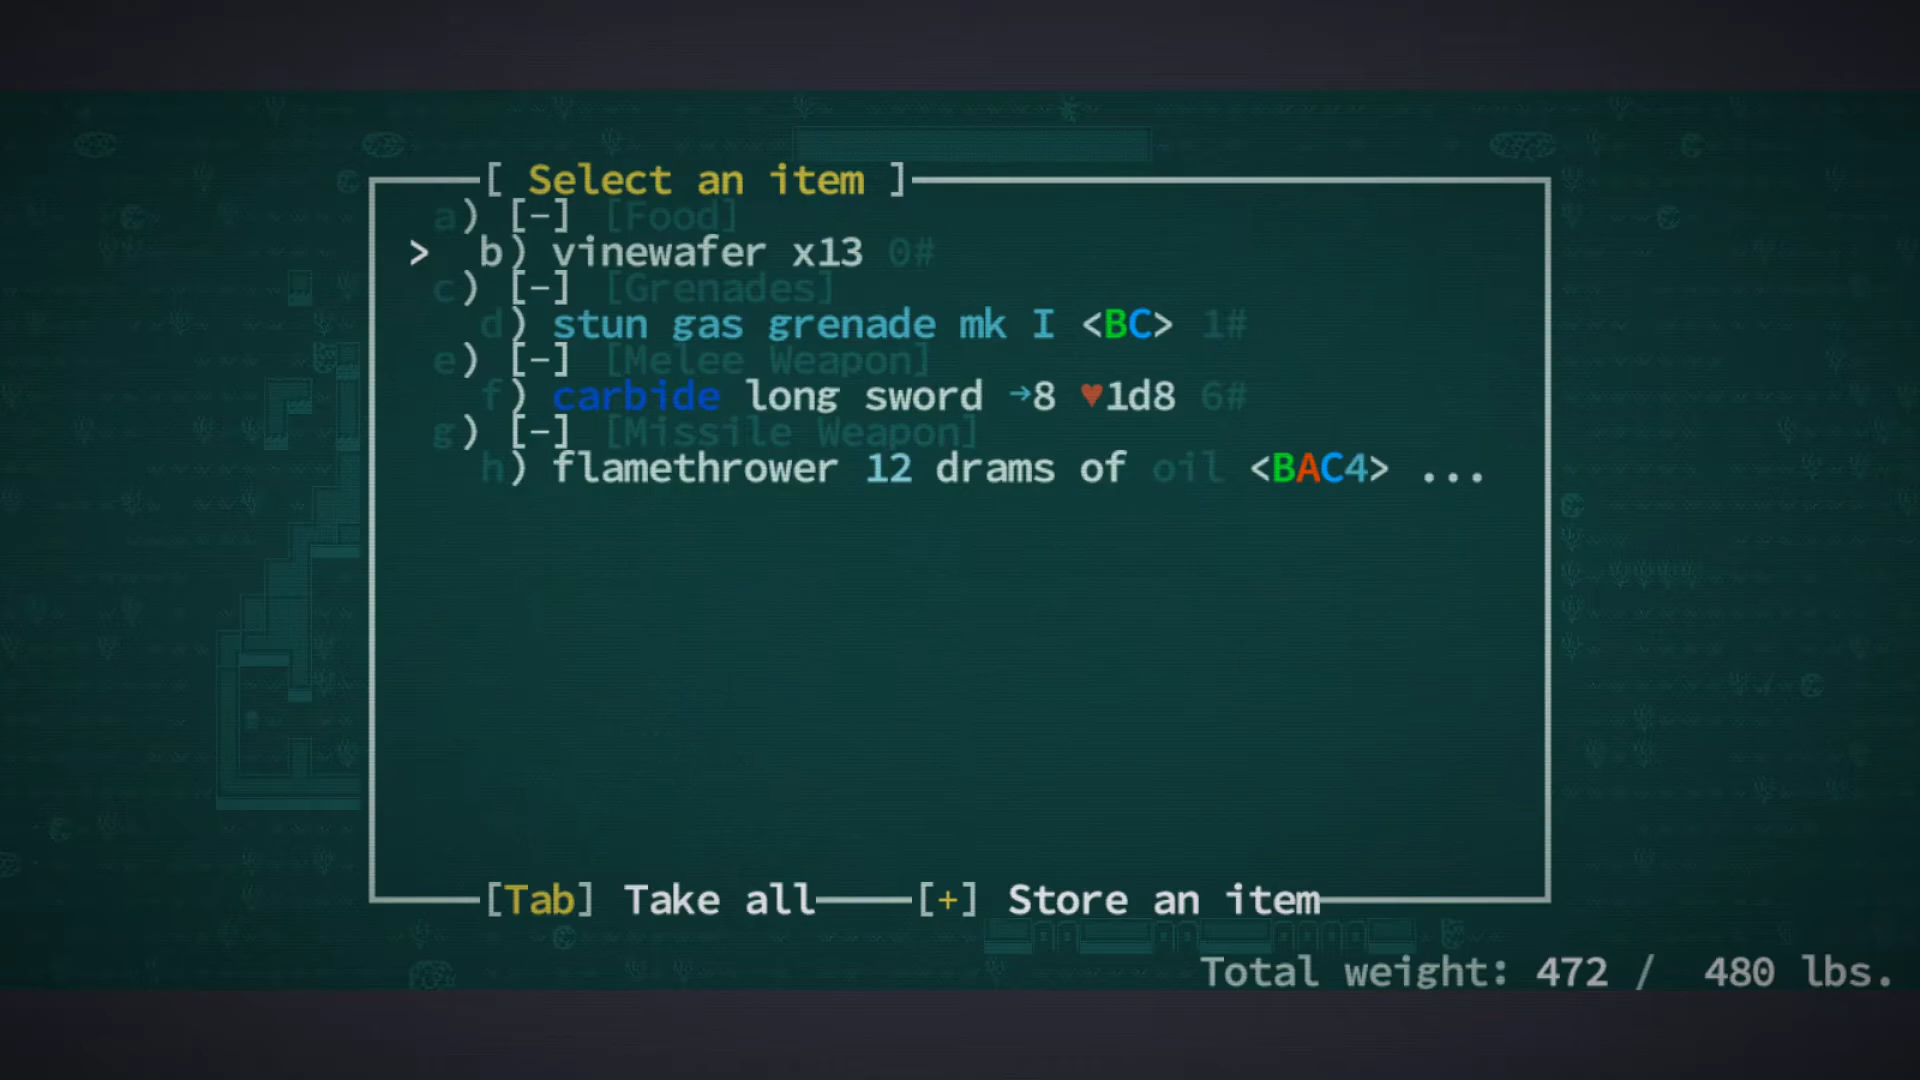 [ Select an item ]
a) [-] [Food]
> b) vinewafer x13 0#
c) [-] [Grenades]
d) stun gas grenade mk I <BC> 1#
e) [-] [Melee Weapon]
f) carbide long sword →8 ♥1d8 6#
g) [-] [Missile Weapon]
h) flamethrower 12 drams of oil <BAC4> ...
[Tab] Take all [+] Store an item
Total weight: 472 / 480 lbs.